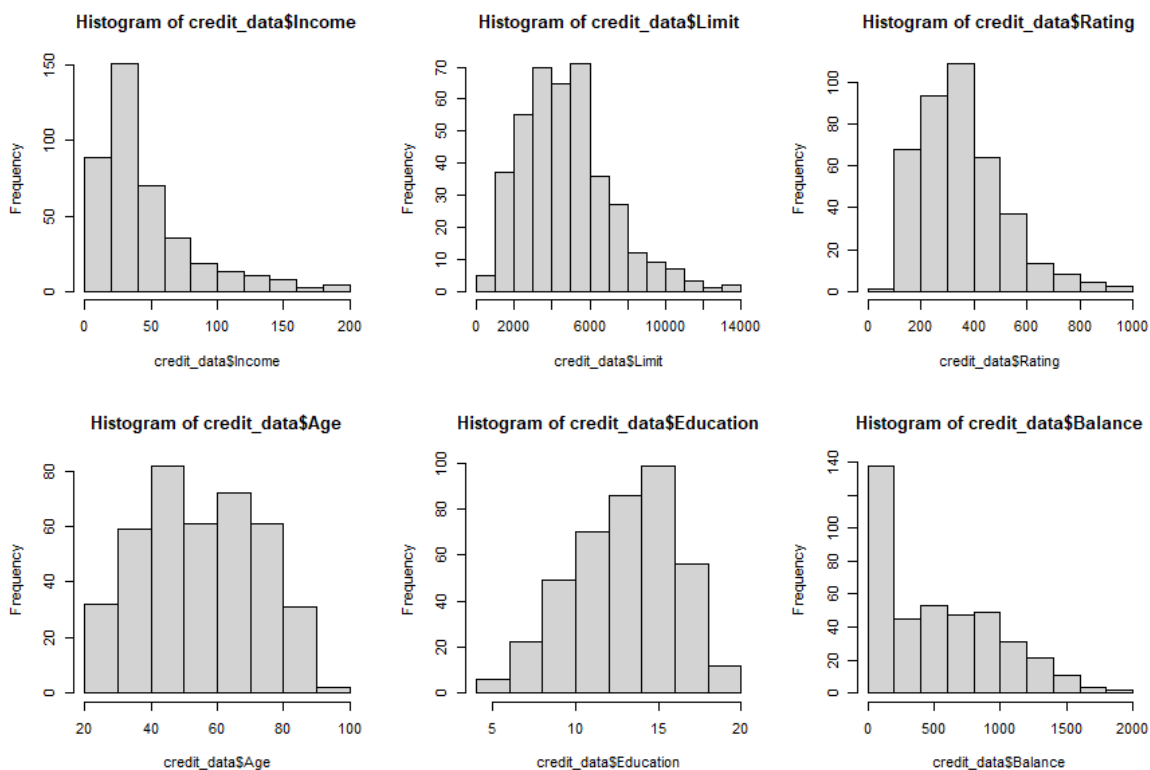 Histogram of credit_data$Income
Frequency
0
50
100
150
0 50 100 150 200
credit_data$Income
Histogram of credit_data$Limit
Frequency
0 10 20 30 40 50 60 70
0 2000 6000 10000 14000
credit_data$Limit
Histogram of credit_data$Rating
Frequency
0 20 40 60 80 100
0 200 400 600 800 1000
credit_data$Rating
Histogram of credit_data$Age
Frequency
0 20 40 60 80
20 40 60 80 100
credit_data$Age
Histogram of credit_data$Education
Frequency
0 20 40 60 80 100
5 10 15 20
credit_data$Education
Histogram of credit_data$Balance
Frequency
0 20 40 60 80 100 140
0 500 1000 1500 2000
credit_data$Balance